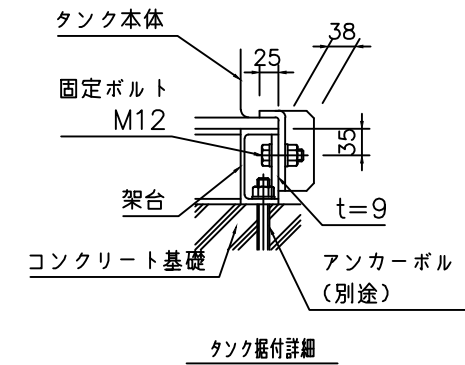 タンク本体
38
25
固定ボルト
M12
35
架台
t=9
コンクリート基礎
アンカーボル
(別途)
タンク据付詳細